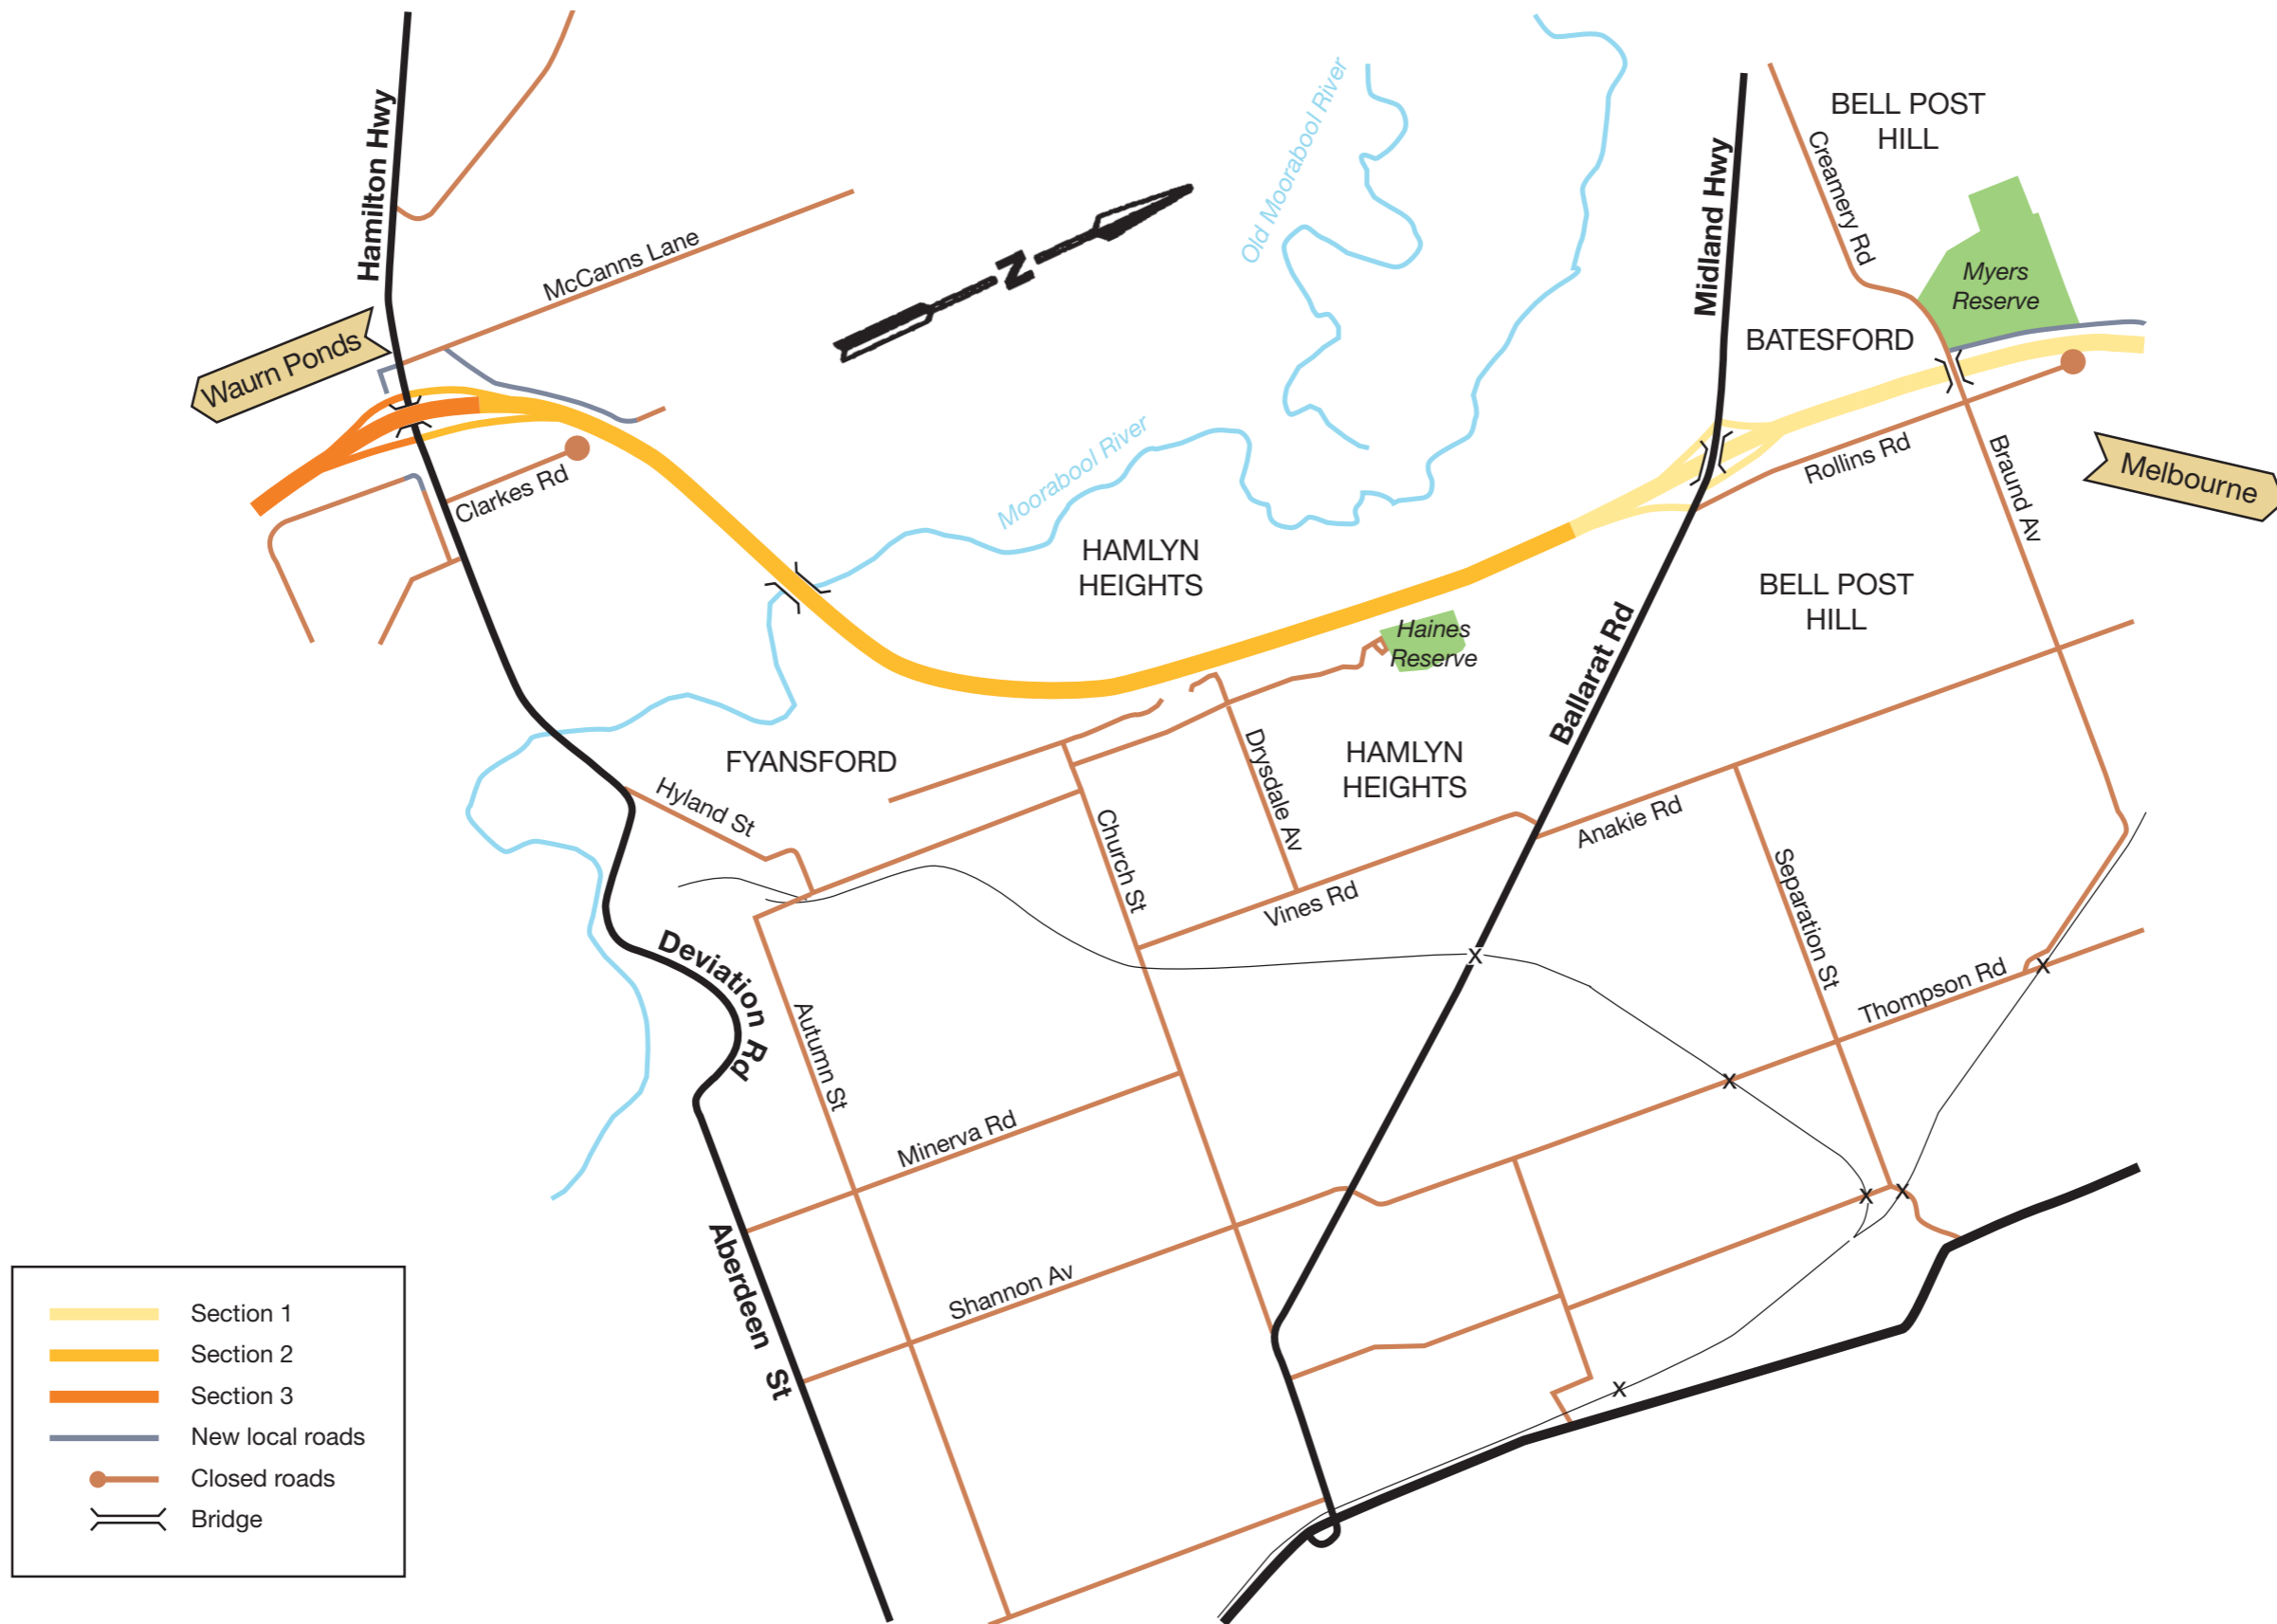 Hamilton Hwy
McCanns Lane
Waurn Ponds
Clarkes Rd
N
Old Moorabool River
Moorabool River
Midland Hwy
Creamery Rd
BELL POST
HILL
Myers
Reserve
BATESFORD
Rollins Rd
Braund Av
Melbourne
HAMLYN
HEIGHTS
BELL POST
HILL
Haines
Reserve
Ballarat Rd
FYANSFORD
Hyland St
Drysdale Av
HAMLYN
HEIGHTS
Church St
Vines Rd
Anakie Rd
Separation St
Thompson Rd
Deviation Rd
Autumn St
Minerva Rd
Aberdeen St
Shannon Av
x
x
x
x
x
x
Section 1
Section 2
Section 3
New local roads
Closed roads
Bridge